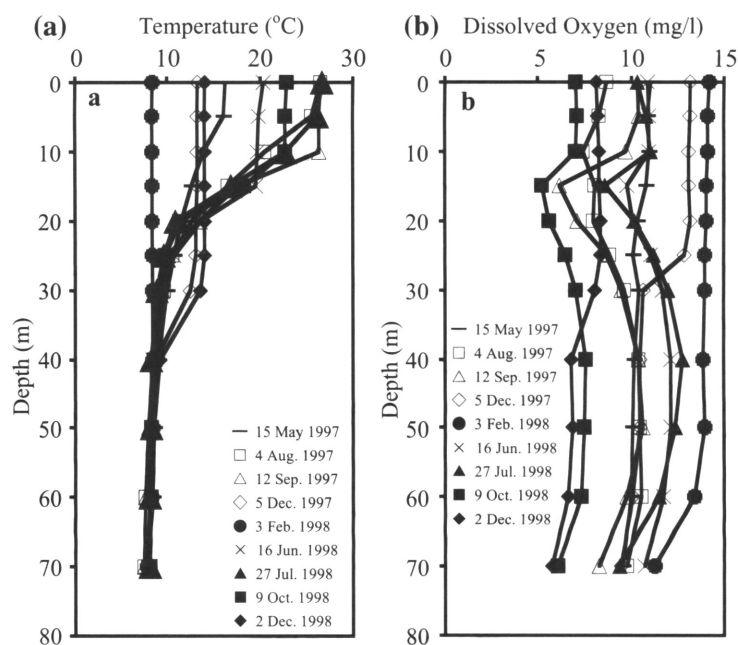 (a) Temperature (°C)
0 10 20 30
a
0
10
20
30
40
50
60
70
80
Depth (m)
15 May 1997
4 Aug. 1997
12 Sep. 1997
5 Dec. 1997
3 Feb. 1998
16 Jun. 1998
27 Jul. 1998
9 Oct. 1998
2 Dec. 1998
(b) Dissolved Oxygen (mg/l)
0 5 10 15
b
0
10
20
30
40
50
60
70
80
Depth (m)
15 May 1997
4 Aug. 1997
12 Sep. 1997
5 Dec. 1997
3 Feb. 1998
16 Jun. 1998
27 Jul. 1998
9 Oct. 1998
2 Dec. 1998